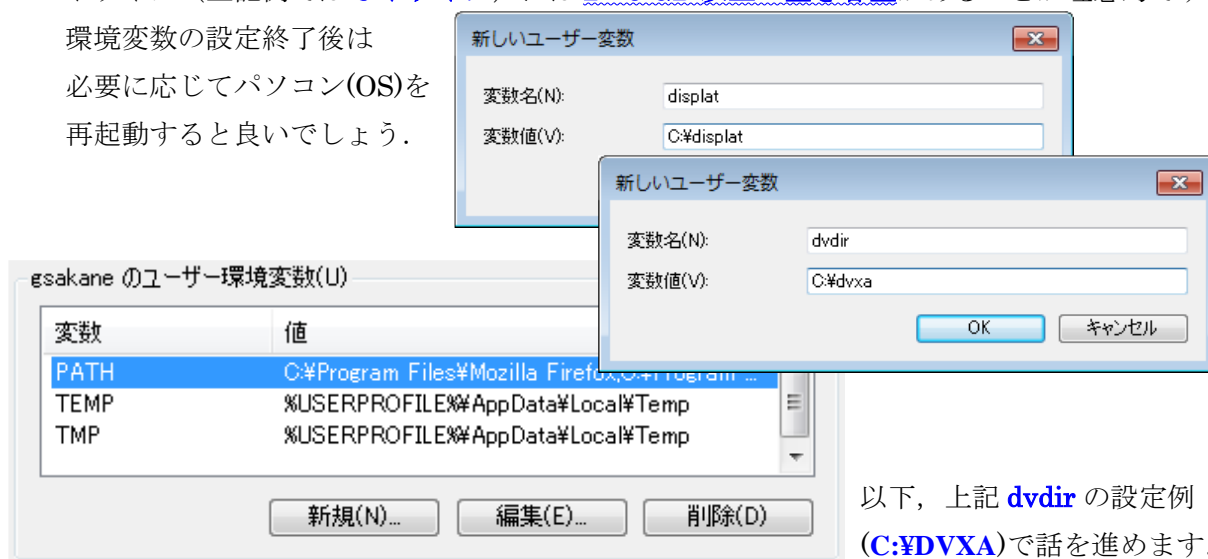 環境変数の設定終了後は
必要に応じてパソコン(OS)を
再起動すると良いでしょう．
新しいユーザー変数
変数名(N): displat
変数値(V): C:¥displat
新しいユーザー変数
変数名(N): dvdir
変数値(V): C:¥dvxa
OK キャンセル
gsakane のユーザー環境変数(U)
変数 値
PATH C:¥Program Files¥Mozilla Firefox;C:¥Program ...
TEMP %USERPROFILE%¥AppData¥Local¥Temp
TMP %USERPROFILE%¥AppData¥Local¥Temp
新規(N)... 編集(E)... 削除(D)
以下，上記 dvdir の設定例
(C:¥DVXA)で話を進めます．